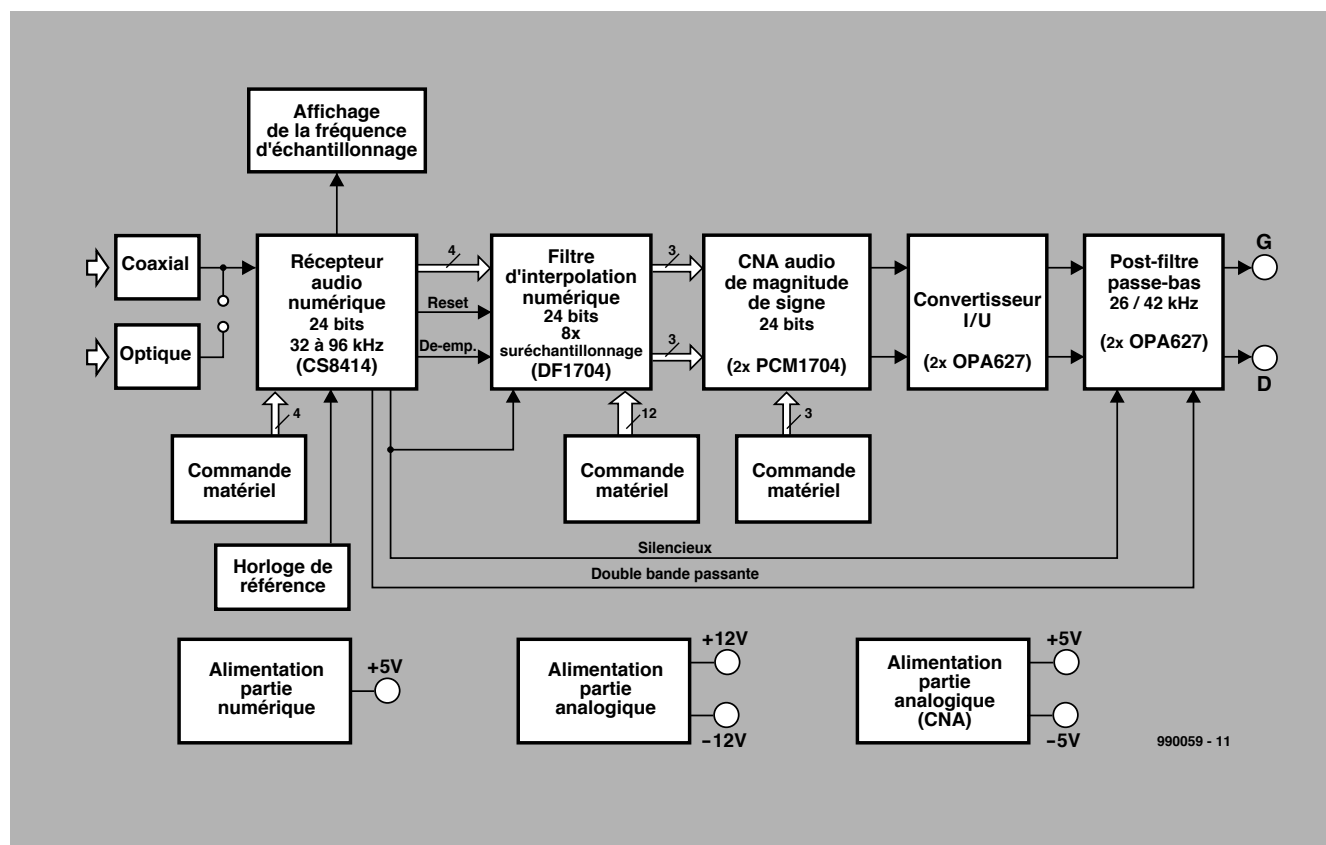 Affichage
de la fréquence
d'échantillonnage
Coaxial
Optique
Récepteur
audio
numérique
24 bits
32 à 96 kHz
(CS8414)
4
Reset
De-emp.
Filtre
d'interpolation
numérique
24 bits
8x
suréchantillonnage
(DF1704)
3
3
CNA audio
de magnitude
de signe
24 bits
(2x PCM1704)
Convertisseur
I/U
(2x OPA627)
Post-filtre
passe-bas
26 / 42 kHz
(2x OPA627)
G
D
4
12
3
Commande
matériel
Commande
matériel
Commande
matériel
Horloge de
référence
Silencieux
Double bande passante
Alimentation
partie
numérique
+5V
Alimentation
partie
analogique
+12V
−12V
Alimentation
partie
analogique
(CNA)
+5V
−5V
990059 - 11